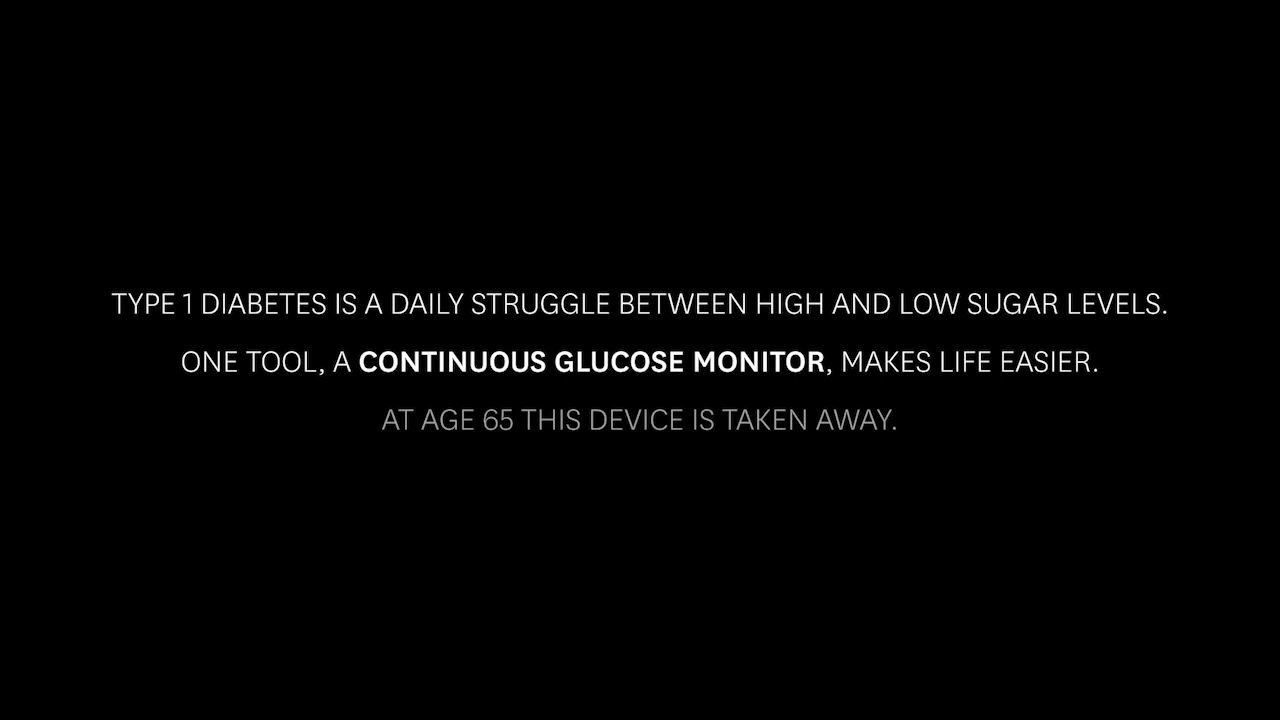 TYPE 1 DIABETES IS A DAILY STRUGGLE BETWEEN HIGH AND LOW SUGAR LEVELS.
ONE TOOL, A CONTINUOUS GLUCOSE MONITOR, MAKES LIFE EASIER.
AT AGE 65 THIS DEVICE IS TAKEN AWAY.